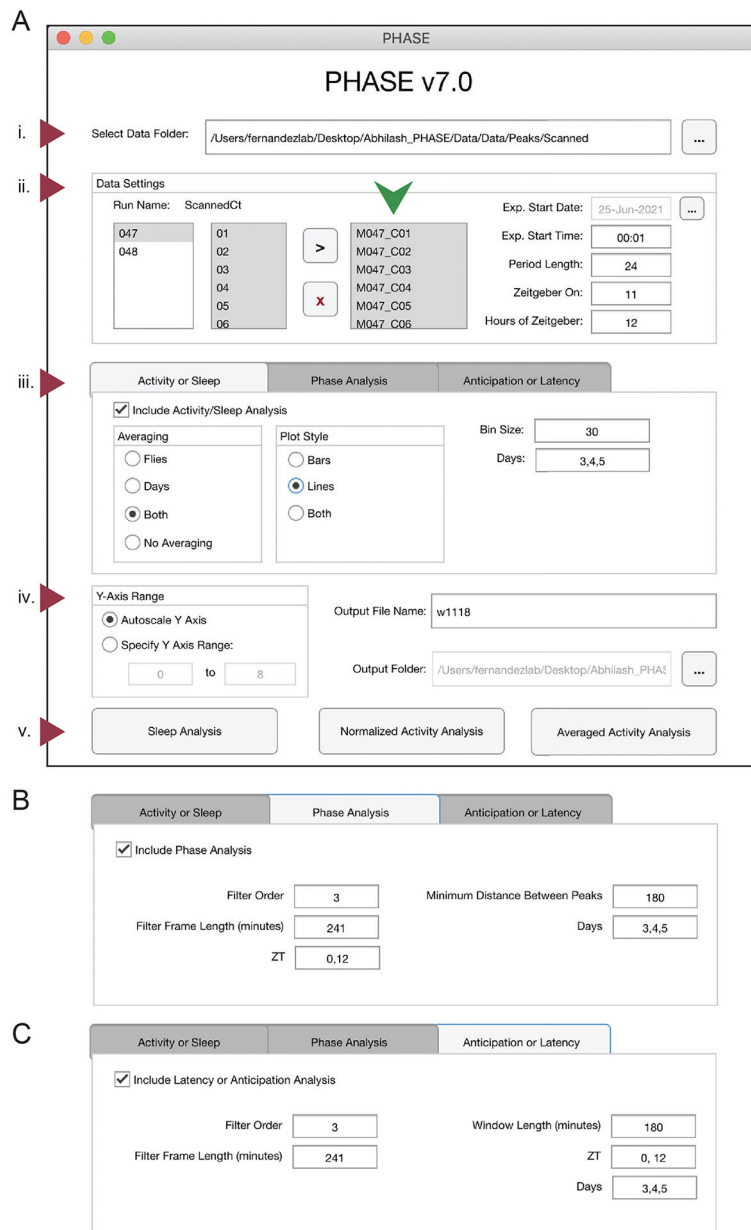 A
PHASE
PHASE v7.0
i.
Select Data Folder:
/Users/fernandezlab/Desktop/Abhilash_PHASE/Data/Data/Peaks/Scanned
...
ii.
Data Settings
Run Name: ScannedCt
047
048
01
02
03
04
05
06
>
x
M047_C01
M047_C02
M047_C03
M047_C04
M047_C05
M047_C06
Exp. Start Date: 25-Jun-2021 ...
Exp. Start Time: 00:01
Period Length: 24
Zeitgeber On: 11
Hours of Zeitgeber: 12
iii.
Activity or Sleep Phase Analysis Anticipation or Latency
Include Activity/Sleep Analysis
Averaging
Flies
Days
Both
No Averaging
Plot Style
Bars
Lines
Both
Bin Size: 30
Days: 3,4,5
iv.
Y-Axis Range
Autoscale Y Axis
Specify Y Axis Range:
0 to 8
Output File Name: w1118
Output Folder: /Users/fernandezlab/Desktop/Abhilash_PHAS ...
v.
Sleep Analysis Normalized Activity Analysis Averaged Activity Analysis
B
Activity or Sleep Phase Analysis Anticipation or Latency
Include Phase Analysis
Filter Order 3
Filter Frame Length (minutes) 241
ZT 0,12
Minimum Distance Between Peaks 180
Days 3,4,5
C
Activity or Sleep Phase Analysis Anticipation or Latency
Include Latency or Anticipation Analysis
Filter Order 3
Filter Frame Length (minutes) 241
Window Length (minutes) 180
ZT 0, 12
Days 3,4,5